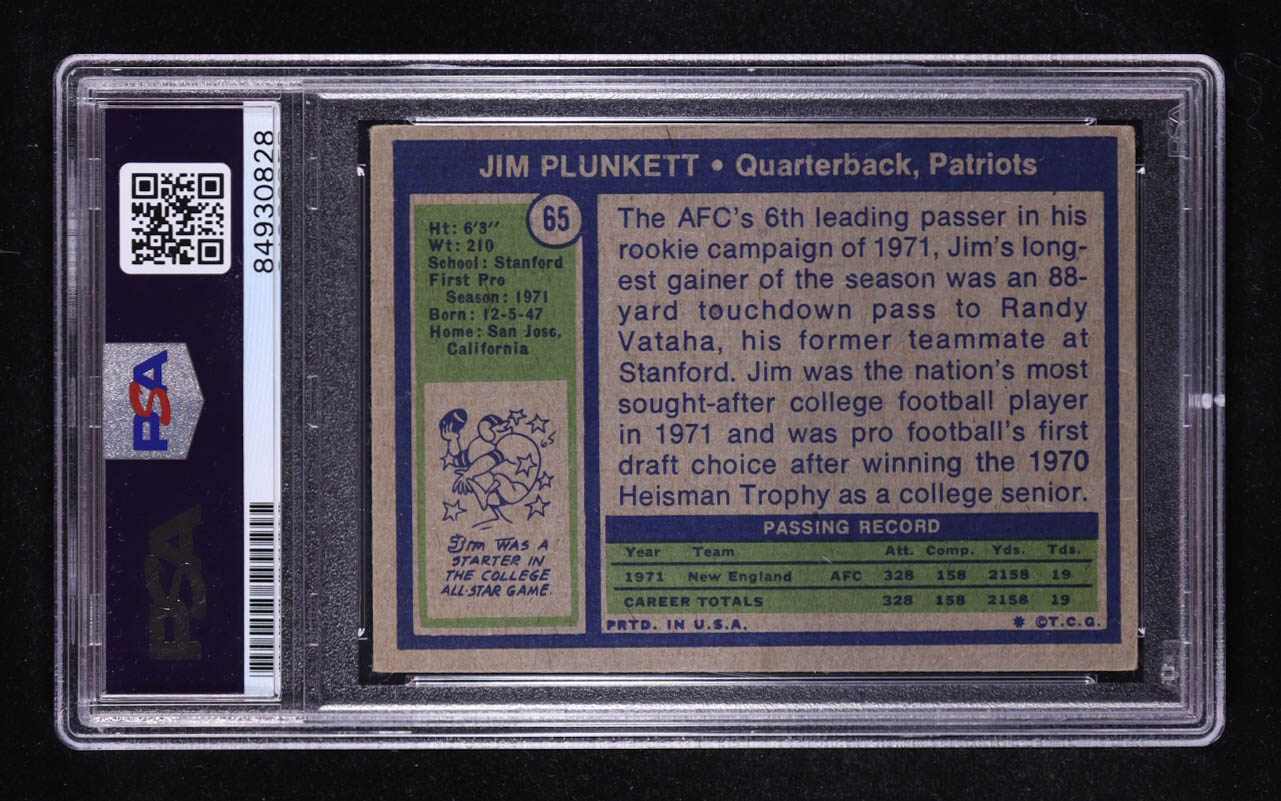 84930828
PSA
PSA
JIM PLUNKETT • Quarterback, Patriots
65
Ht: 6'3"
Wt: 210
School: Stanford
First Pro
Season: 1971
Born: 12-5-47
Home: San Jose,
California
65
JIM WAS A
STARTER IN
THE COLLEGE
ALL-STAR GAME.
The AFC's 6th leading passer in his
rookie campaign of 1971, Jim's long-
est gainer of the season was an 88-
yard touchdown pass to Randy
Vataha, his former teammate at
Stanford. Jim was the nation's most
sought-after college football player
in 1971 and was pro football's first
draft choice after winning the 1970
Heisman Trophy as a college senior.
PASSING RECORD
Year Team Att. Comp. Yds. Tds.
1971 New England AFC 328 158 2158 19
CAREER TOTALS 328 158 2158 19
PRTD. IN U.S.A. * ©T.C.G.